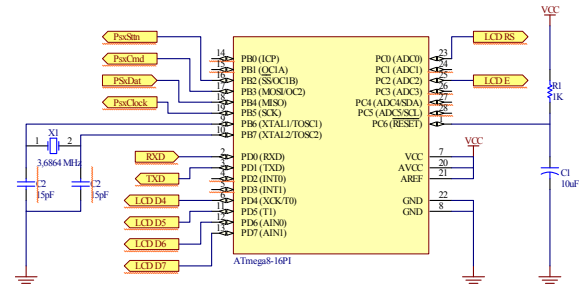 VCC
PsxSttn
14
PB0 (ICP)
PC0 (ADC0)
23
LCD RS
PsxCmd
15
PB1 (OC1A)
PC1 (ADC1)
16
PB2 (SS/OC1B)
PC2 (ADC2)
25
LCD E
PSxDat
17
PB3 (MOSI/OC2)
PC3 (ADC3)
26
R1
1K
18
PB4 (MISO)
PC4 (ADC4/SDA)
PsxClock
19
PB5 (SCK)
PC5 (ADC5/SCL)
28
9
PB6 (XTAL1/TOSC1)
PC6 (RESET)
1
10
PB7 (XTAL2/TOSC2)
1
X1
2
3,6864 MHz
VCC
RXD
2
PD0 (RXD)
VCC
7
TXD
3
PD1 (TXD)
AVCC
20
4
PD2 (INT0)
AREF
21
PD3 (INT1)
C2
15pF
C2
15pF
C1
10uF
LCD D4
6
PD4 (XCK/T0)
GND
22
LCD D5
11
PD5 (T1)
GND
8
LCD D6
12
PD6 (AIN0)
LCD D7
13
PD7 (AIN1)
ATmega8-16PI